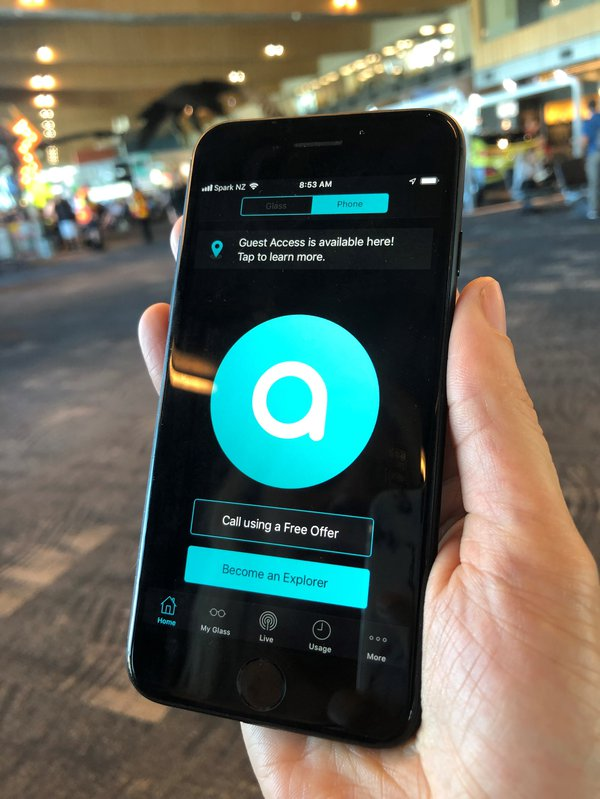 Spark NZ 8:53 AM
Glass Phone
Guest Access is available here!
Tap to learn more.
a
Call using a Free Offer
Become an Explorer
Home My Glass Live Usage More